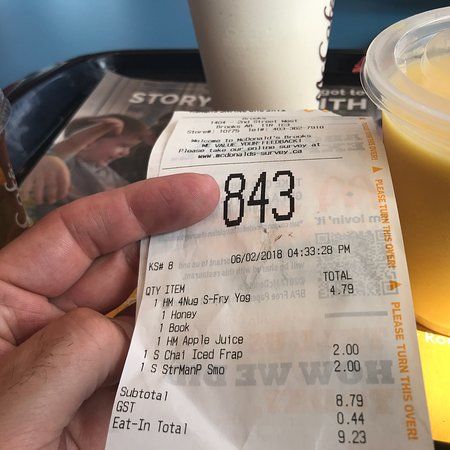 STORY
ITH
Brooks
1404 2nd Street West
Brooks AB T1R 1G3
Store#: 10775 Tel#: 403-362-7810
Welcome to McDonald's Brooks
WE VALUE YOUR FEEDBACK!
Please take our online survey at
www.mcdonalds-survey.ca
843
KS# 8 06/02/2018 04:33:28 PM
QTY ITEM TOTAL
1 HM 4Nug S-Fry Yog 4.79
1 Honey
1 Book
1 HM Apple Juice
1 S Chai Iced Frap 2.00
1 S StrManP Smo 2.00
Subtotal 8.79
GST 0.44
Eat-In Total 9.23
PLEASE TURN THIS OVER!
PLEASE TURN THIS OVER!